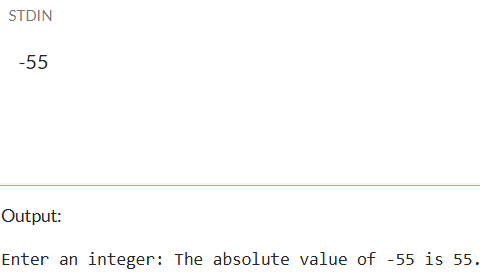 STDIN
-55
Output:
Enter an integer: The absolute value of -55 is 55.